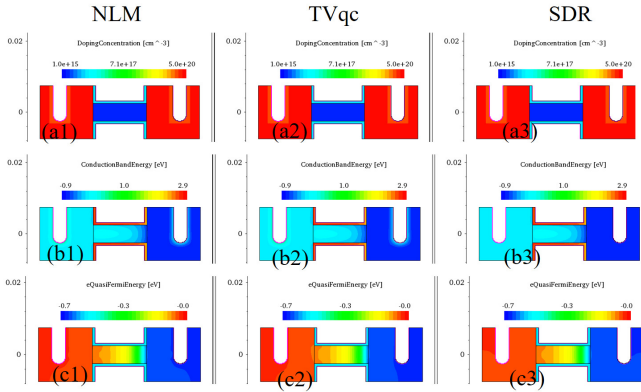 NLM TVqc SDR
0.02 DopingConcentration [cm^-3] DopingConcentration [cm^-3] DopingConcentration [cm^-3]
1.0e+15 7.1e+17 5.0e+20 1.0e+15 7.1e+17 5.0e+20 1.0e+15 7.1e+17 5.0e+20
0 0 0
(a1) (a2) (a3)
0.02 0.02 0.02
ConductionBandEnergy [eV] ConductionBandEnergy [eV] ConductionBandEnergy [eV]
-0.9 1.0 2.9 -0.9 1.0 2.9 -0.9 1.0 2.9
0 0 0
(b1) (b2) (b3)
0.02 0.02 0.02
eQuasiFermiEnergy [eV] eQuasiFermiEnergy [eV] eQuasiFermiEnergy [eV]
-0.7 -0.3 -0.0 -0.7 -0.3 -0.0 -0.7 -0.3 -0.0
0 0 0
(c1) (c2) (c3)